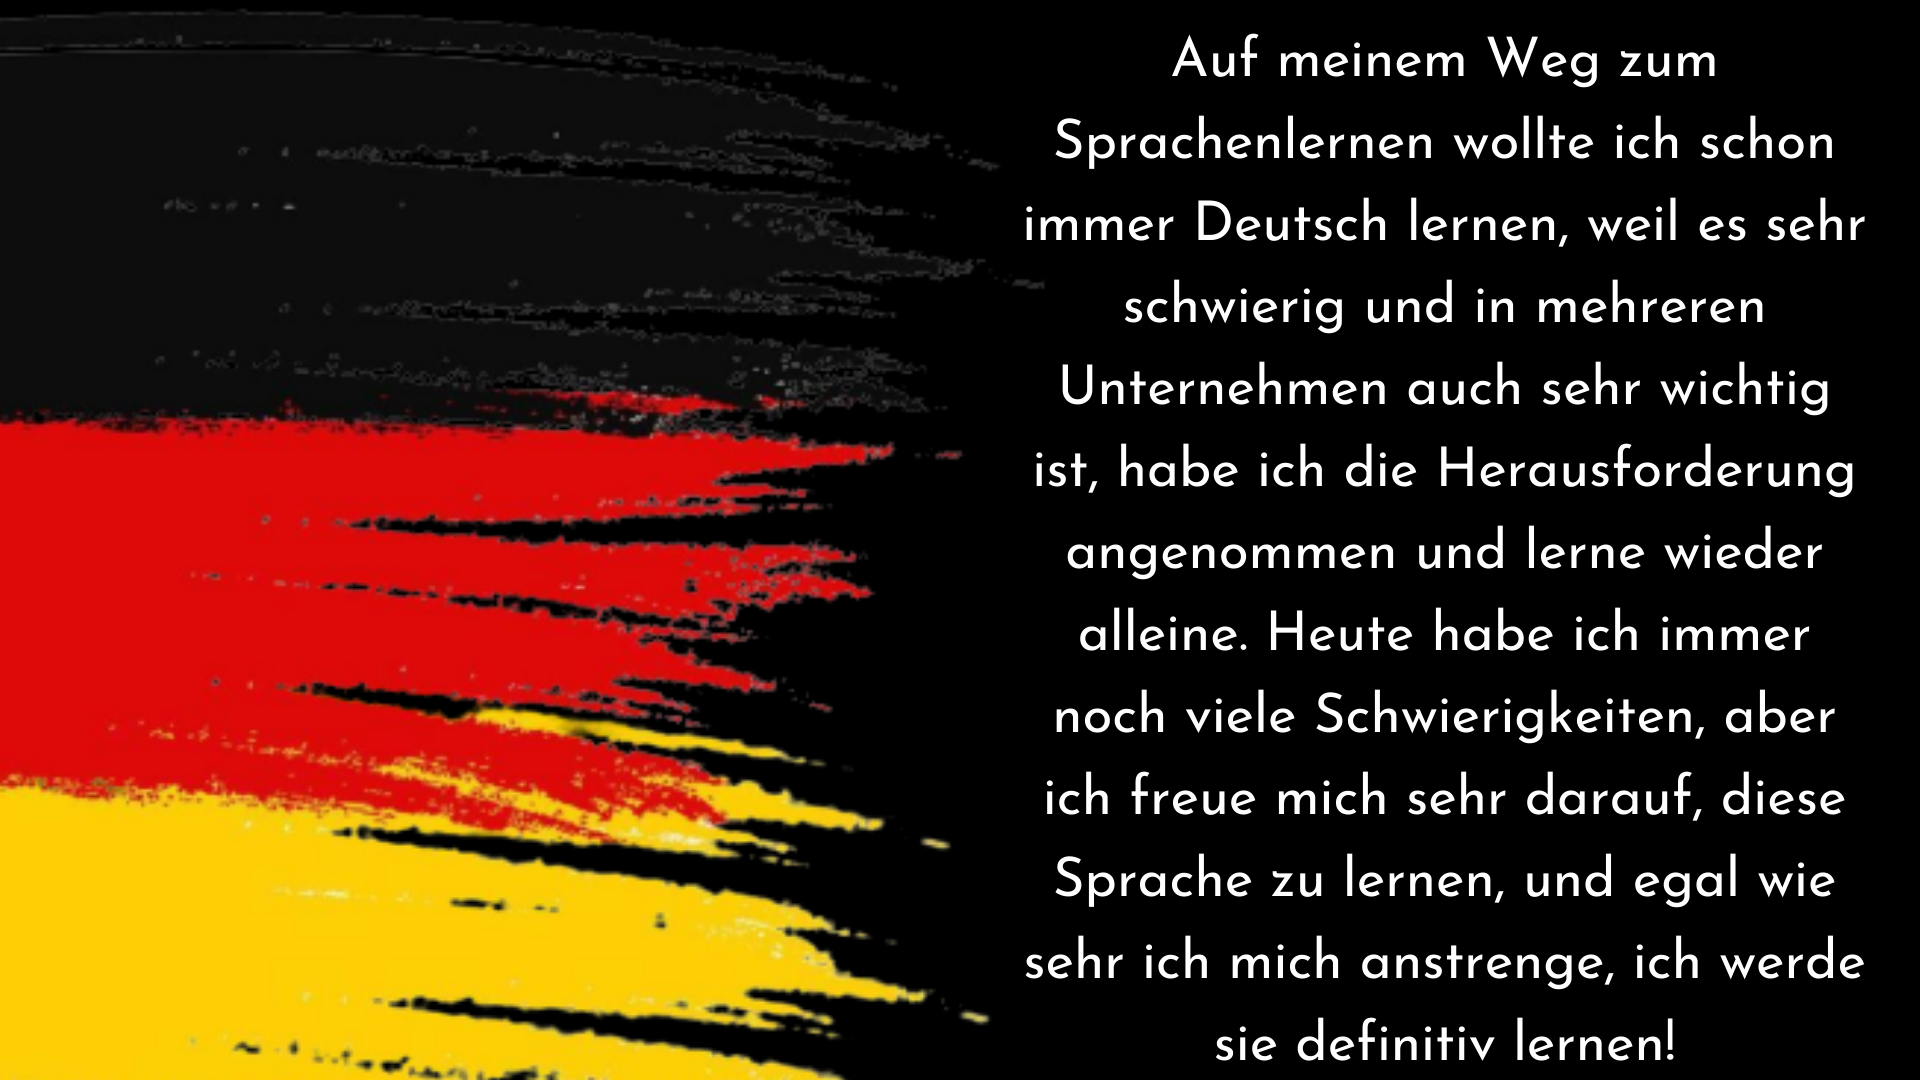 Auf meinem Weg zum
Sprachenlernen wollte ich schon
immer Deutsch lernen, weil es sehr
schwierig und in mehreren
Unternehmen auch sehr wichtig
ist, habe ich die Herausforderung
angenommen und lerne wieder
alleine. Heute habe ich immer
noch viele Schwierigkeiten, aber
ich freue mich sehr darauf, diese
Sprache zu lernen, und egal wie
sehr ich mich anstrenge, ich werde
sie definitiv lernen!